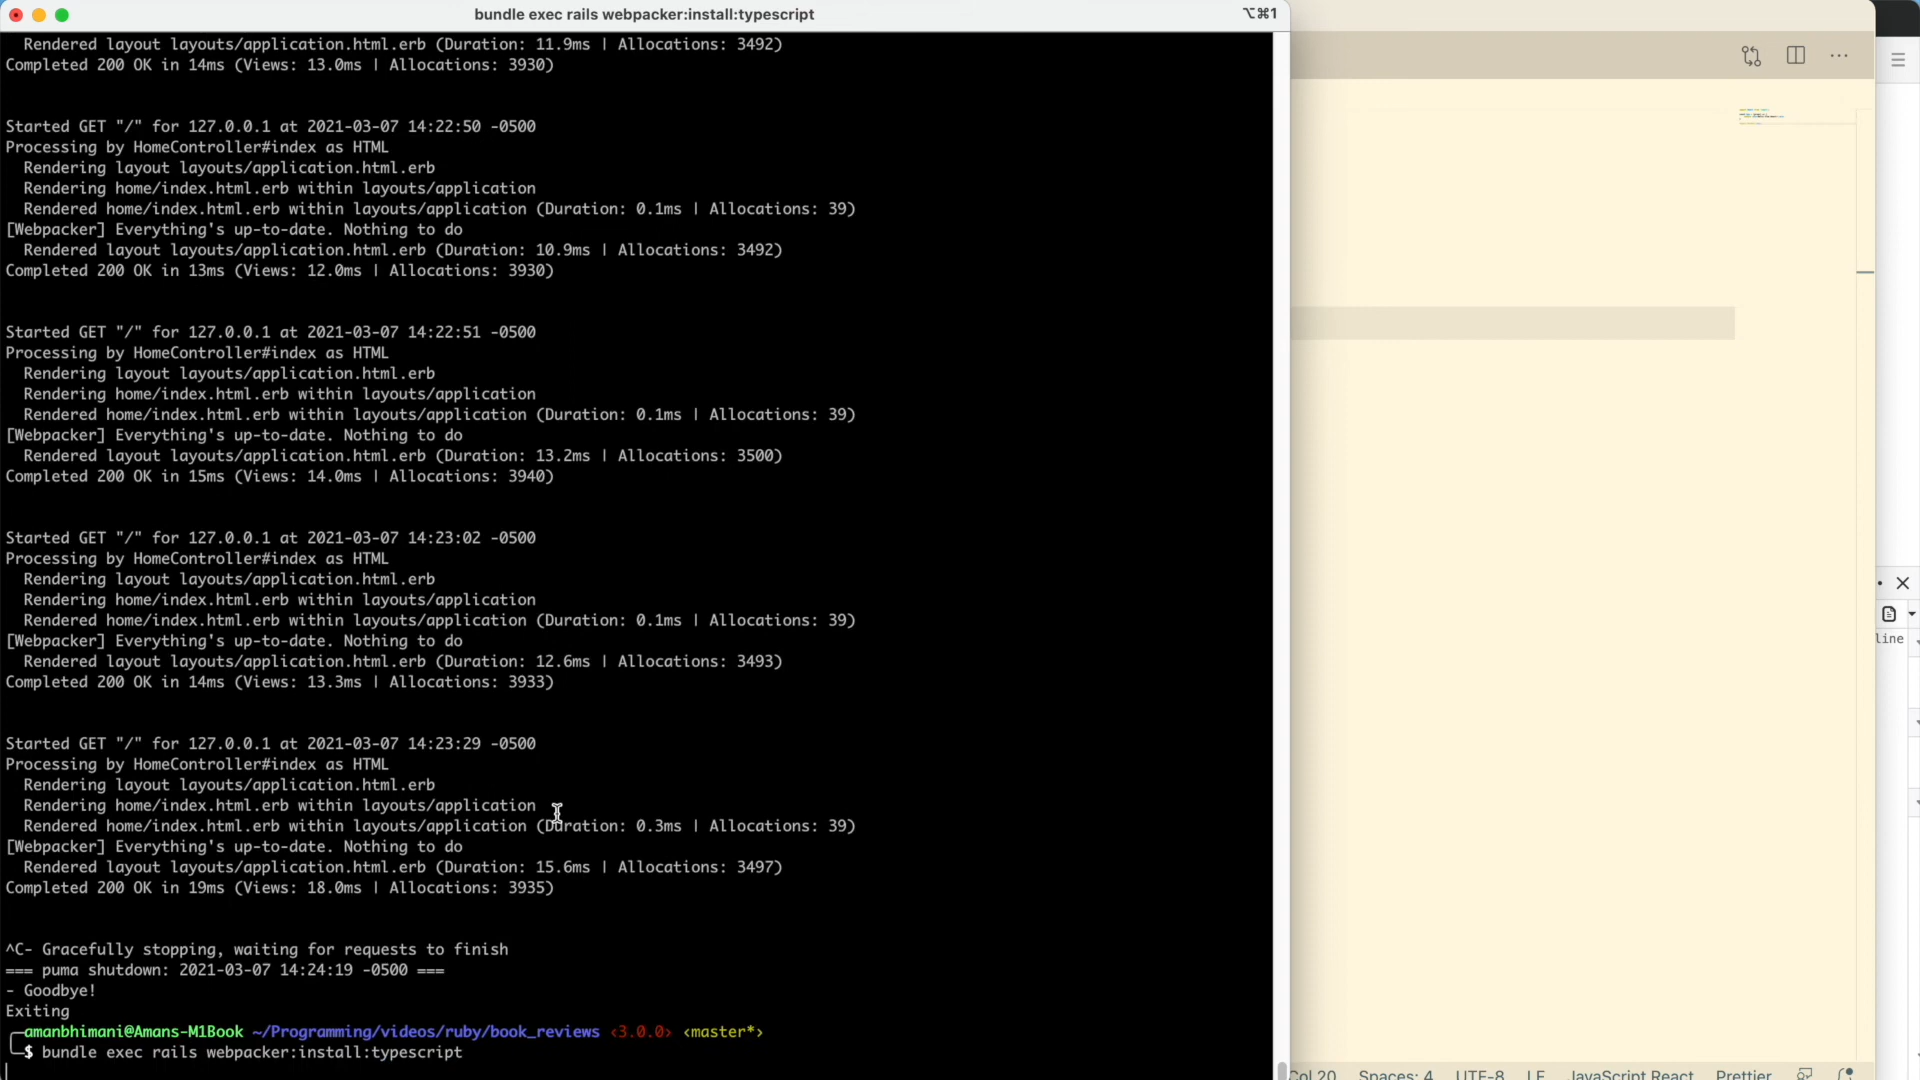 bundle exec rails webpacker:install:typescript
⌥⌘1
Rendered layout layouts/application.html.erb (Duration: 11.9ms | Allocations: 3492)
Completed 200 OK in 14ms (Views: 13.0ms | Allocations: 3930)
Started GET "/" for 127.0.0.1 at 2021-03-07 14:22:50 -0500
Processing by HomeController#index as HTML
Rendering layout layouts/application.html.erb
Rendering home/index.html.erb within layouts/application
Rendered home/index.html.erb within layouts/application (Duration: 0.1ms | Allocations: 39)
[Webpacker] Everything's up-to-date. Nothing to do
Rendered layout layouts/application.html.erb (Duration: 10.9ms | Allocations: 3492)
Completed 200 OK in 13ms (Views: 12.0ms | Allocations: 3930)
Started GET "/" for 127.0.0.1 at 2021-03-07 14:22:51 -0500
Processing by HomeController#index as HTML
Rendering layout layouts/application.html.erb
Rendering home/index.html.erb within layouts/application
Rendered home/index.html.erb within layouts/application (Duration: 0.1ms | Allocations: 39)
[Webpacker] Everything's up-to-date. Nothing to do
Rendered layout layouts/application.html.erb (Duration: 13.2ms | Allocations: 3500)
Completed 200 OK in 15ms (Views: 14.0ms | Allocations: 3940)
Started GET "/" for 127.0.0.1 at 2021-03-07 14:23:02 -0500
Processing by HomeController#index as HTML
Rendering layout layouts/application.html.erb
Rendering home/index.html.erb within layouts/application
Rendered home/index.html.erb within layouts/application (Duration: 0.1ms | Allocations: 39)
[Webpacker] Everything's up-to-date. Nothing to do
Rendered layout layouts/application.html.erb (Duration: 12.6ms | Allocations: 3493)
Completed 200 OK in 14ms (Views: 13.3ms | Allocations: 3933)
Started GET "/" for 127.0.0.1 at 2021-03-07 14:23:29 -0500
Processing by HomeController#index as HTML
Rendering layout layouts/application.html.erb
Rendering home/index.html.erb within layouts/application
Rendered home/index.html.erb within layouts/application (Duration: 0.3ms | Allocations: 39)
[Webpacker] Everything's up-to-date. Nothing to do
Rendered layout layouts/application.html.erb (Duration: 15.6ms | Allocations: 3497)
Completed 200 OK in 19ms (Views: 18.0ms | Allocations: 3935)
^C- Gracefully stopping, waiting for requests to finish
=== puma shutdown: 2021-03-07 14:24:19 -0500 ===
- Goodbye!
Exiting
amanbhimani@Amans-M1Book ~/Programming/videos/ruby/book_reviews ‹3.0.0› ‹master*›
$ bundle exec rails webpacker:install:typescript
line
Col 20 Spaces: 4 UTF-8 LF JavaScript React Prettier